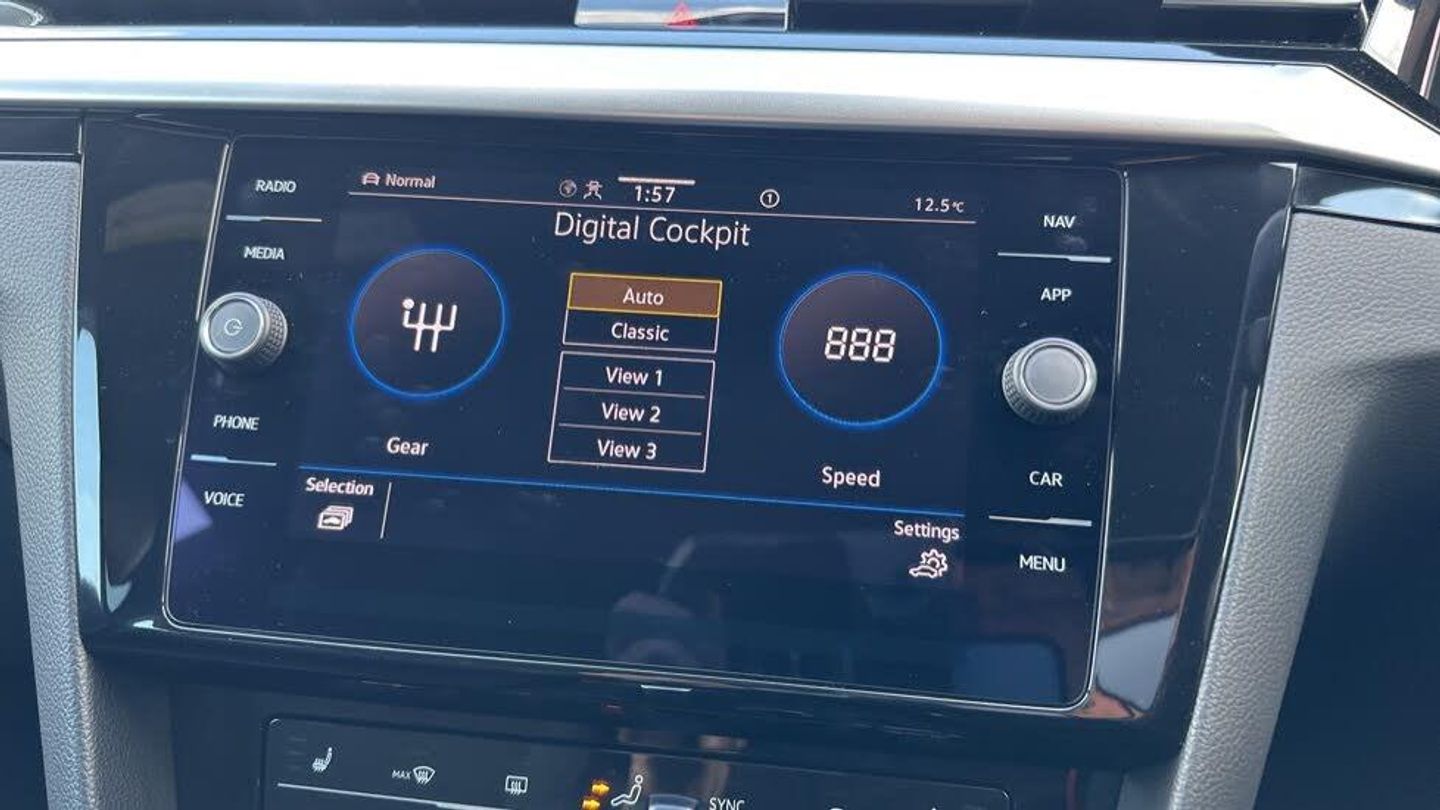 RADIO
MEDIA
PHONE
VOICE
Normal
1:57
1
12.5°C
Digital Cockpit
Auto
Classic
View 1
View 2
View 3
Gear
888
Speed
Selection
Settings
NAV
APP
CAR
MENU
MAX
SYNC